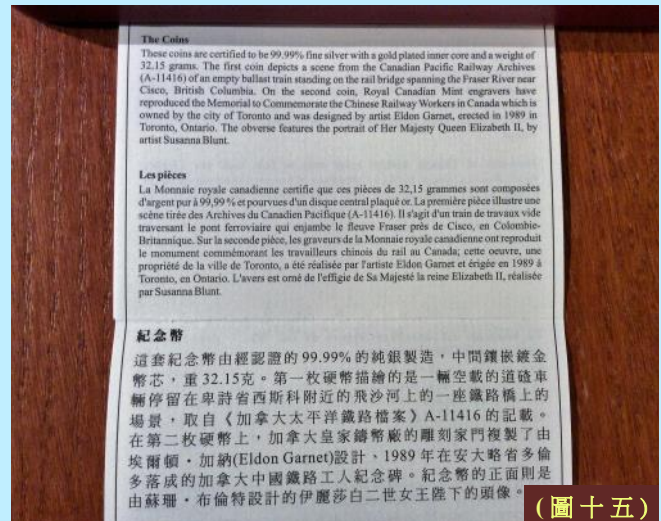 The Coins
These coins are certified to be 99.99% fine silver with a gold plated inner core and a weight of
32.15 grams. The first coin depicts a scene from the Canadian Pacific Railway Archives
(A-11416) of an empty ballast train standing on the rail bridge spanning the Fraser River near
Cisco, British Columbia. On the second coin, Royal Canadian Mint engravers have
reproduced the Memorial to Commemorate the Chinese Railway Workers in Canada which is
owned by the city of Toronto and was designed by artist Eldon Garnet, erected in 1989 in
Toronto, Ontario. The obverse features the portrait of Her Majesty Queen Elizabeth II, by
artist Susanna Blunt.
Les pièces
La Monnaie royale canadienne certifie que ces pièces de 32,15 grammes sont composées
d'argent pur à 99,99 % et pourvues d'un disque central plaqué or. La première pièce illustre une
scène tirée des Archives du Canadien Pacifique (A-11416). Il s'agit d'un train de travaux vide
traversant le pont ferroviaire qui enjambe le fleuve Fraser près de Cisco, en Colombie-
Britannique. Sur la seconde pièce, les graveurs de la Monnaie royale canadienne ont reproduit
le monument commémorant les travailleurs chinois du rail au Canada; cette oeuvre, une
propriété de la ville de Toronto, a été réalisée par l'artiste Eldon Garnet et érigée en 1989 à
Toronto, en Ontario. L'avers est orné de l'effigie de Sa Majesté la reine Elizabeth II, réalisée
par Susanna Blunt.
紀念幣
這套紀念幣由經認證的99.99%的純銀製造，中間鑲嵌鍍金
幣芯，重32.15克。第一枚硬幣描繪的是一輛空載的道碴車
輛停留在卑詩省西斯科附近的飛沙河上的一座鐵路橋上的
場景，取自《加拿大太平洋鐵路檔案》A-11416的記載。
在第二枚硬幣上，加拿大皇家鑄幣廠的雕刻家們複製了由
埃爾頓·加納(Eldon Garnet)設計、1989年在安大略省多倫
多落成的加拿大中國鐵路工人紀念碑。紀念幣的正面則是
由蘇珊·布倫特設計的伊麗莎白二世女王陛下的頭像。
(圖十五)